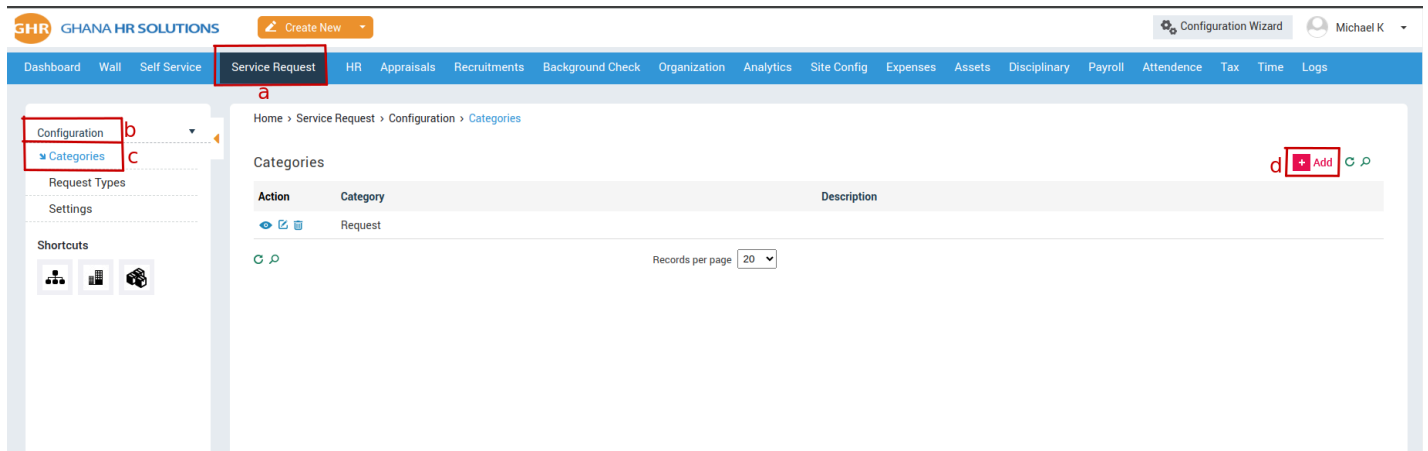 GHR GHANA HR SOLUTIONS Create New Configuration Wizard Michael K
Dashboard Wall Self Service Service Request HR Appraisals Recruitments Background Check Organization Analytics Site Config Expenses Assets Disciplinary Payroll Attendence Tax Time Logs
a
Home › Service Request › Configuration › Categories
Configuration b
Categories c
Categories
d + Add
Request Types
Settings
Action Category Description
Request
Shortcuts
Records per page 20